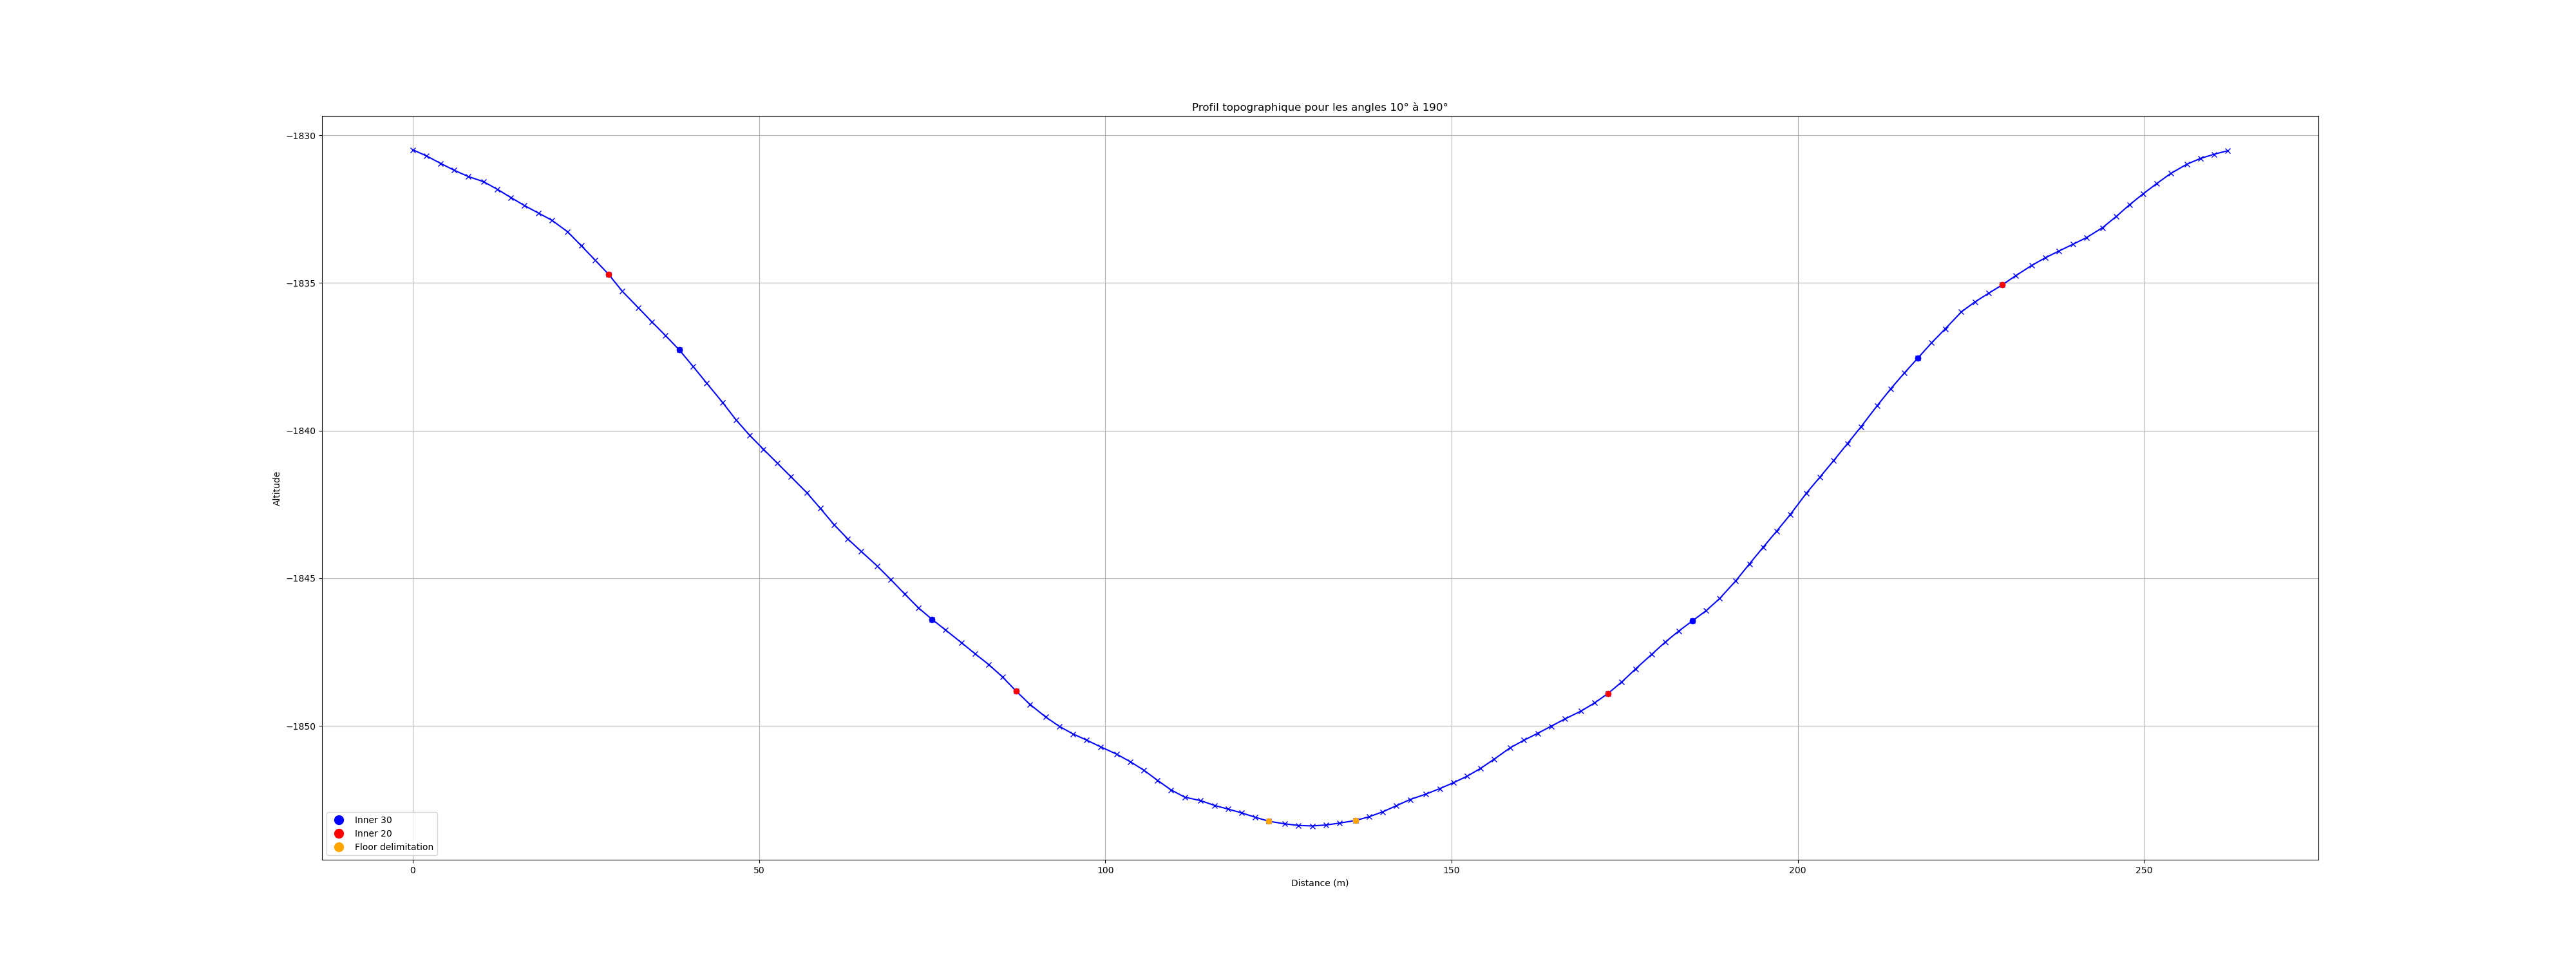 Profil topographique pour les angles 10° à 190°
−1830
−1835
−1840
−1845
−1850
Altitude
Inner 30
Inner 20
Floor delimitation
0 50 100 150 200 250
Distance (m)